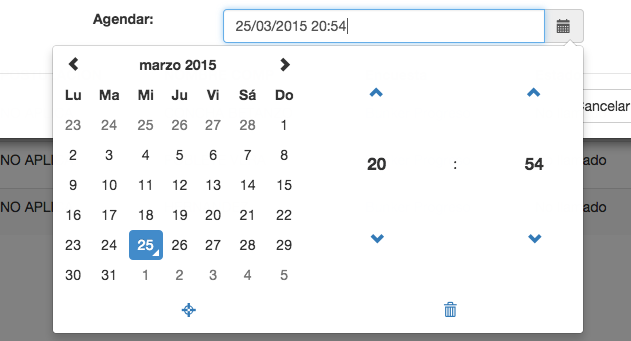 Agendar:
25/03/2015 20:54
marzo 2015
Lu Ma Mi Ju Vi Sá Do
23 24 25 26 27 28 1
2 3 4 5 6 7 8
9 10 11 12 13 14 15
16 17 18 19 20 21 22
23 24 25 26 27 28 29
30 31 1 2 3 4 5
20 : 54
Cancelar
NO APLI
ado
NO APLI
ado